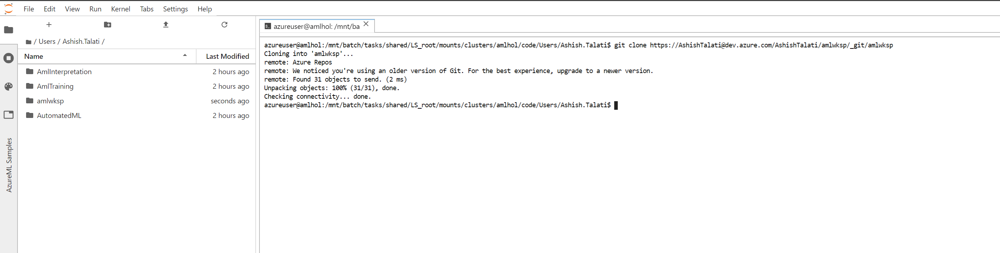 File Edit View Run Kernel Tabs Settings Help
azureuser@amlhol: /mnt/ba
/ Users / Ashish.Talati /
Name Last Modified
AmlInterpretation 2 hours ago
AmlTraining 2 hours ago
amlwksp seconds ago
AutomatedML 2 hours ago
AzureML Samples
azureuser@amlhol:/mnt/batch/tasks/shared/LS_root/mounts/clusters/amlhol/code/Users/Ashish.Talati$ git clone https://AshishTalati@dev.azure.com/AshishTalati/amlwksp/_git/amlwksp
Cloning into 'amlwksp'...
remote: Azure Repos
remote: We noticed you're using an older version of Git. For the best experience, upgrade to a newer version.
remote: Found 31 objects to send. (2 ms)
Unpacking objects: 100% (31/31), done.
Checking connectivity... done.
azureuser@amlhol:/mnt/batch/tasks/shared/LS_root/mounts/clusters/amlhol/code/Users/Ashish.Talati$